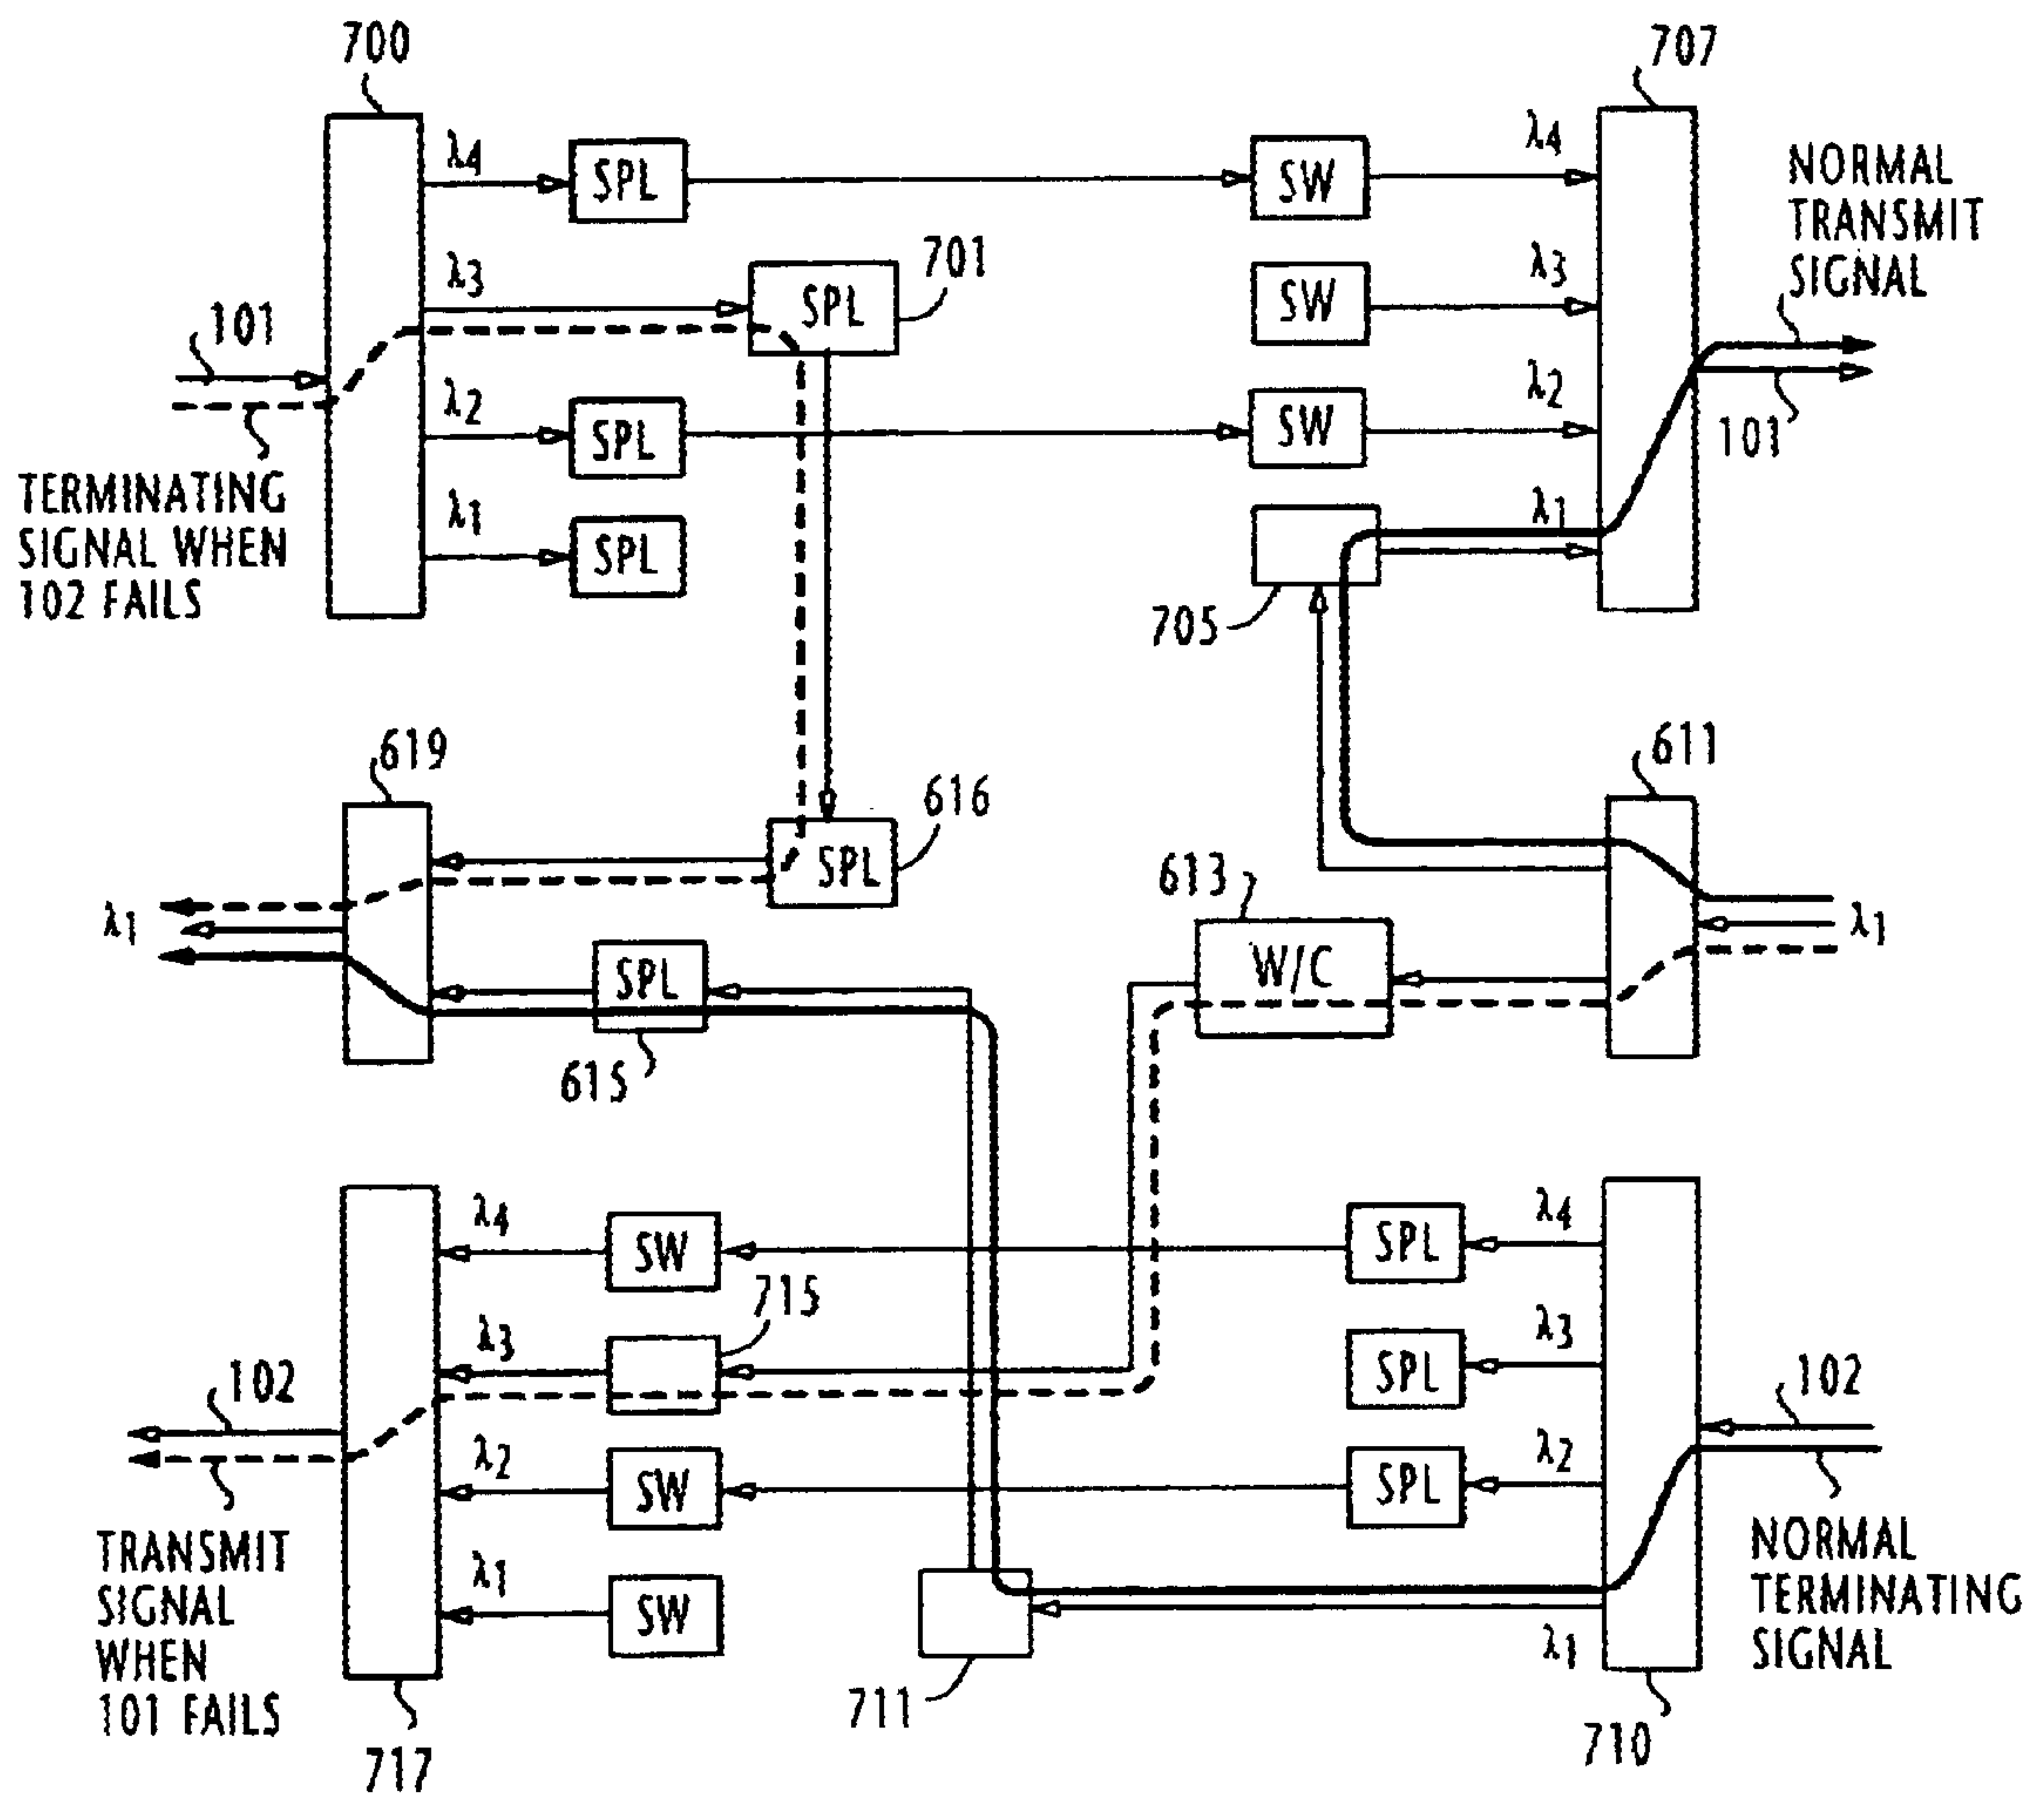 700
707
λ4
SPL
SW
λ4
NORMAL
TRANSMIT
SIGNAL
λ3
701
SPL
SW
λ3
101
λ2
SPL
SW
λ2
101
TERMINATING
SIGNAL WHEN
102 FAILS
λ1
SPL
λ1
705
619
611
616
SPL
613
λ1
λ1
W/C
SPL
615
λ4
SW
SPL
λ4
715
λ3
SPL
λ3
102
102
λ2
SW
SPL
λ2
TRANSMIT
SIGNAL
WHEN
101 FAILS
NORMAL
TERMINATING
SIGNAL
λ1
SW
λ1
711
710
717